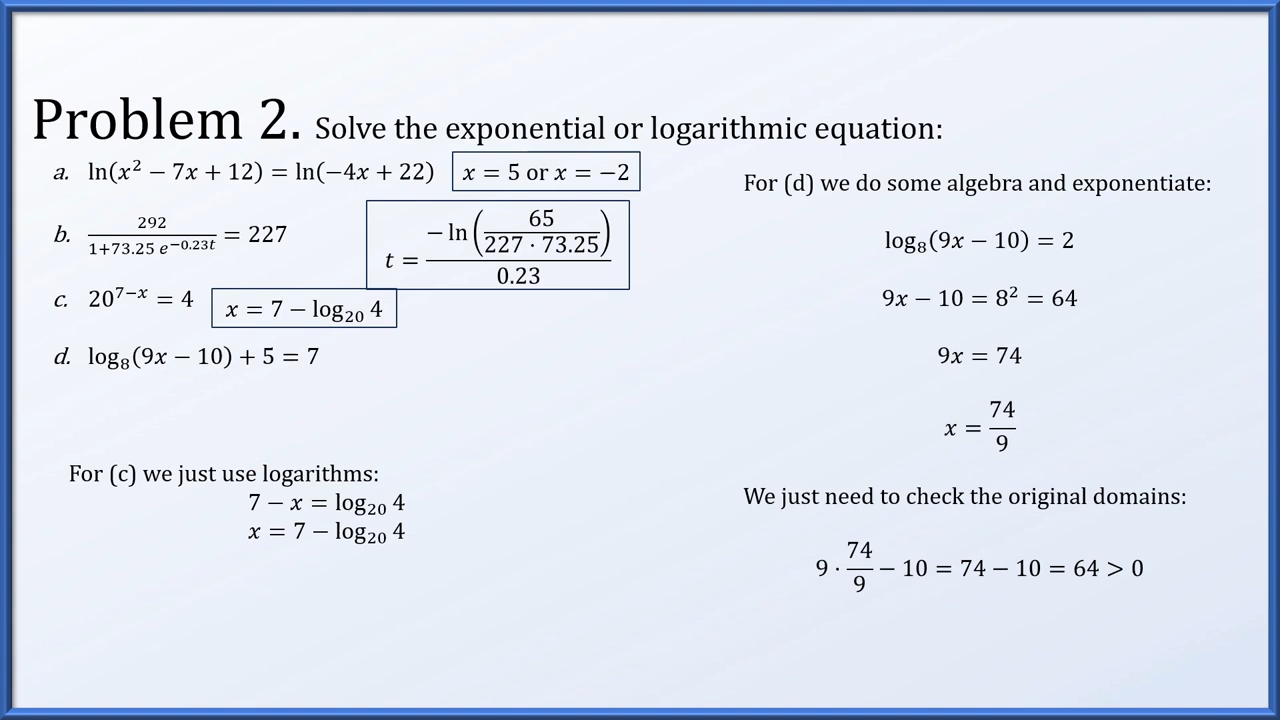 Problem 2. Solve the exponential or logarithmic equation:
a. ln(x² − 7x + 12) = ln(−4x + 22) x = 5 or x = −2
b. 292/(1+73.25 e^(−0.23t)) = 227 t = −ln(65/(227 · 73.25))/0.23
c. 20^(7−x) = 4 x = 7 − log₂₀ 4
d. log₈(9x − 10) + 5 = 7
For (c) we just use logarithms:
7 − x = log₂₀ 4
x = 7 − log₂₀ 4
For (d) we do some algebra and exponentiate:
log₈(9x − 10) = 2
9x − 10 = 8² = 64
9x = 74
x = 74/9
We just need to check the original domains:
9 · 74/9 − 10 = 74 − 10 = 64 > 0